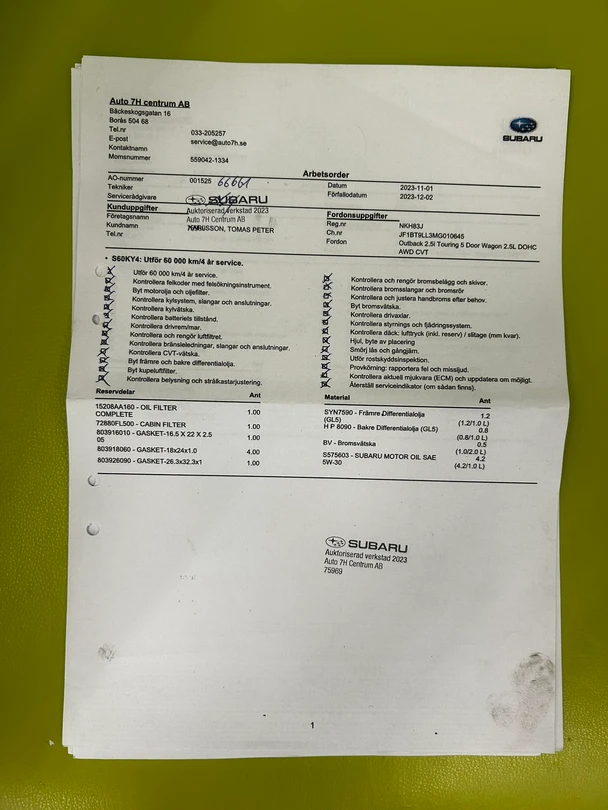 Auto 7H centrum AB
Bäckeskogsgatan 16
Borås 504 68
Tel.nr 033-205257
E-post service@auto7h.se
Kontaktnamn
Momsnummer 559042-1334
SUBARU
Arbetsorder
AO-nummer 001525 66661
Tekniker
Servicerådgivare
Datum 2023-11-01
Förfallodatum 2023-12-02
SUBARU
Auktoriserad verkstad 2023
Auto 7H Centrum AB
Kunduppgifter
Företagsnamn
Kundnamn MAGNUSSON, TOMAS PETER
Tel.nr
Fordonsuppgifter
Reg.nr NKH83J
Ch.nr JF1BT9LL3MG010645
Fordon Outback 2.5i Touring 5 Door Wagon 2.5L DOHC
AWD CVT
• S60KY4: Utför 60 000 km/4 år service.
Utför 60 000 km/4 år service.
Kontrollera felkoder med felsökningsinstrument.
Byt motorolja och oljefilter.
Kontrollera kylsystem, slangar och anslutningar.
Kontrollera kylvätska.
Kontrollera batteriets tillstånd.
Kontrollera drivrem/mar.
Kontrollera och rengör luftfiltret.
Kontrollera bränsleledningar, slangar och anslutningar.
Kontrollera CVT-vätska.
Byt främre och bakre differentialolja.
Byt kupeluftfilter.
Kontrollera belysning och strålkastarjustering.
Kontrollera och rengör bromsbelägg och skivor.
Kontrollera bromsslangar och bromsrör
Kontrollera och justera handbroms efter behov.
Byt bromsvätska.
Kontrollera drivaxlar.
Kontrollera styrnings och fjädringssystem.
Kontrollera däck: lufttryck (inkl. reserv) / slitage (mm kvar).
Hjul, byte av placering
Smörj lås och gångjärn.
Utför rostskyddsinspektion.
Provkörning: rapportera fel och missljud.
Kontrollera aktuell mjukvara (ECM) och uppdatera om möjligt.
Återställ serviceindikator (om sådan finns).
Reservdelar Ant
15208AA160 - OIL FILTER 1.00
COMPLETE
72880FL500 - CABIN FILTER 1.00
803916010 - GASKET-16.5 X 22 X 2.5 1.00
05
803918060 - GASKET-18x24x1.0 4.00
803926090 - GASKET-26.3x32.3x1 1.00
Material Ant
SYN7590 - Främre Differentialolja 1.2
(GL5) (1.2/1.0 L)
H P 8090 - Bakre Differentialolja (GL5) 0.8
(0.8/1.0 L)
BV - Bromsvätska 0.5
(1.0/2.0 L)
S575603 - SUBARU MOTOR OIL SAE 4.2
5W-30 (4.2/1.0 L)
SUBARU
Auktoriserad verkstad 2023
Auto 7H Centrum AB
75969
1